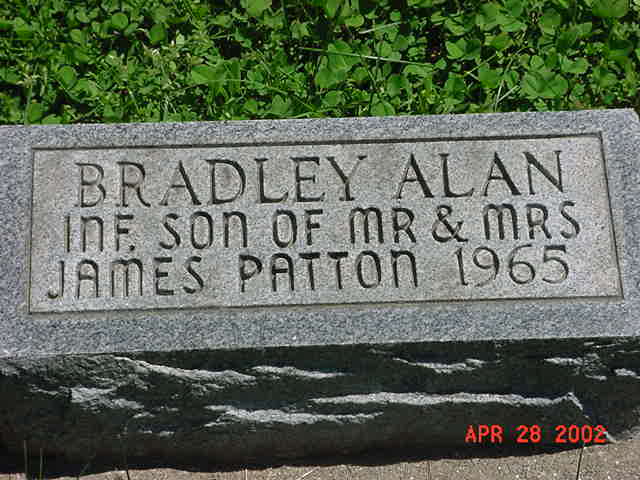 BRADLEY ALAN
INF. SON OF MR & MRS
JAMES PATTON 1965
APR 28 2002